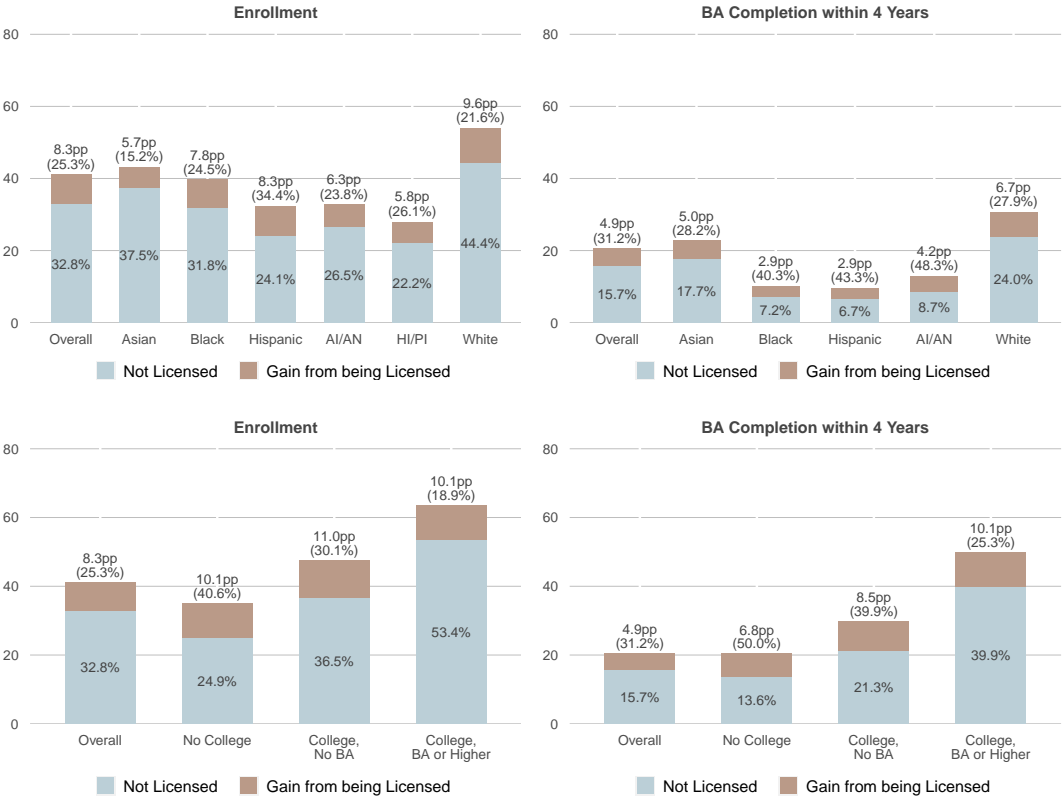 Enrollment
80
60
40
20
0
8.3pp
(25.3%)
5.7pp
(15.2%)
7.8pp
(24.5%)
8.3pp
(34.4%)
6.3pp
(23.8%)
5.8pp
(26.1%)
9.6pp
(21.6%)
32.8%
37.5%
31.8%
24.1%
26.5%
22.2%
44.4%
Overall Asian Black Hispanic AI/AN HI/PI White
Not Licensed Gain from being Licensed
BA Completion within 4 Years
80
60
40
20
0
4.9pp
(31.2%)
5.0pp
(28.2%)
2.9pp
(40.3%)
2.9pp
(43.3%)
4.2pp
(48.3%)
6.7pp
(27.9%)
15.7%
17.7%
7.2%
6.7%
8.7%
24.0%
Overall Asian Black Hispanic AI/AN White
Not Licensed Gain from being Licensed
Enrollment
80
60
40
20
0
8.3pp
(25.3%)
10.1pp
(40.6%)
11.0pp
(30.1%)
10.1pp
(18.9%)
32.8%
24.9%
36.5%
53.4%
Overall
No College
College,
No BA
College,
BA or Higher
Not Licensed Gain from being Licensed
BA Completion within 4 Years
80
60
40
20
0
4.9pp
(31.2%)
6.8pp
(50.0%)
8.5pp
(39.9%)
10.1pp
(25.3%)
15.7%
13.6%
21.3%
39.9%
Overall
No College
College,
No BA
College,
BA or Higher
Not Licensed Gain from being Licensed